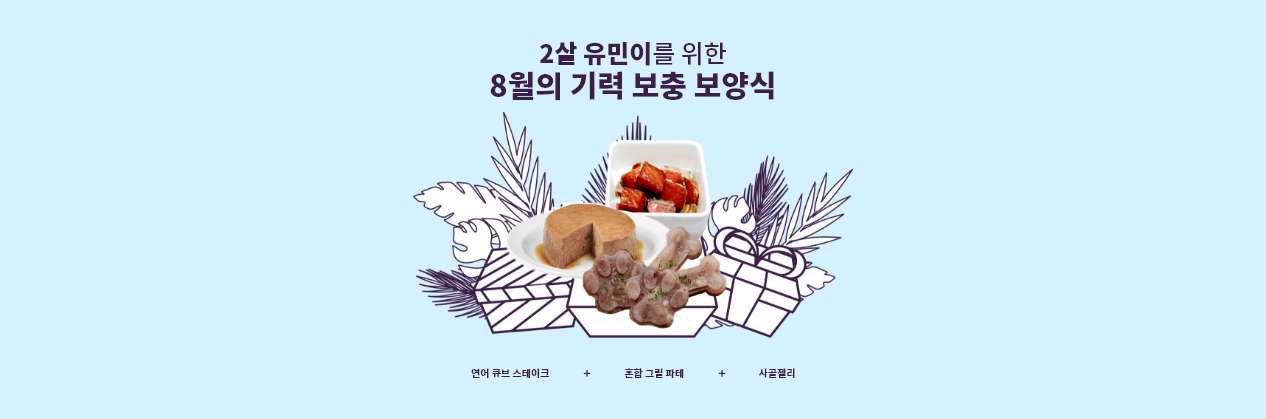 2살 유민이를 위한
8월의 기력 보충 보양식
연어 큐브 스테이크 + 혼합 그릴 파테 + 사골젤리